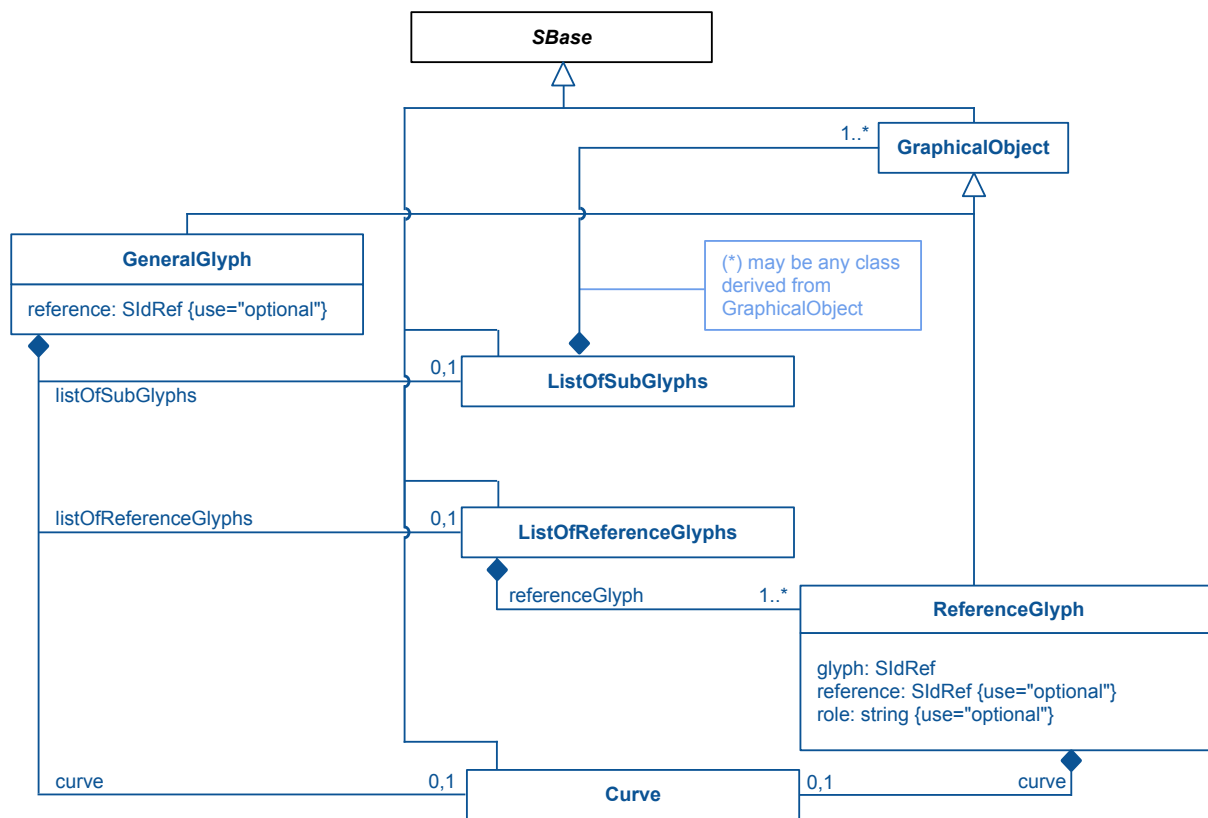 SBase
1..*
GraphicalObject
GeneralGlyph
reference: SIdRef {use="optional"}
(*) may be any class
derived from
GraphicalObject
0,1
listOfSubGlyphs
ListOfSubGlyphs
listOfReferenceGlyphs
0,1
ListOfReferenceGlyphs
referenceGlyph
1..*
ReferenceGlyph
glyph: SIdRef
reference: SIdRef {use="optional"}
role: string {use="optional"}
curve
0,1
Curve
0,1
curve